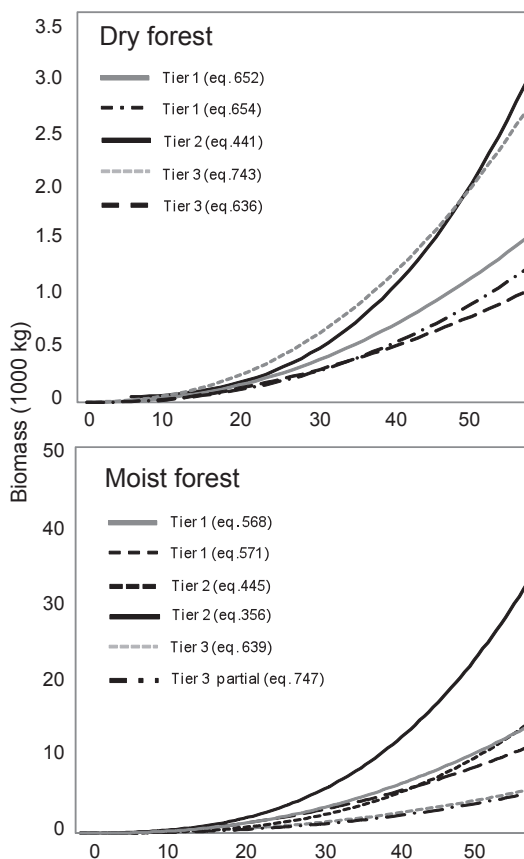 3.5
Dry forest
3.0
Tier 1 (eq.652)
Tier 1 (eq.654)
2.5
Tier 2 (eq.441)
Tier 3 (eq.743)
2.0
Tier 3 (eq.636)
1.5
1.0
0.5
0
0 10 20 30 40 50
Biomass (1000 kg)
50
Moist forest
40
Tier 1 (eq.568)
Tier 1 (eq.571)
30
Tier 2 (eq.445)
Tier 2 (eq.356)
20
Tier 3 (eq.639)
Tier 3 partial (eq.747)
10
0
0 10 20 30 40 50